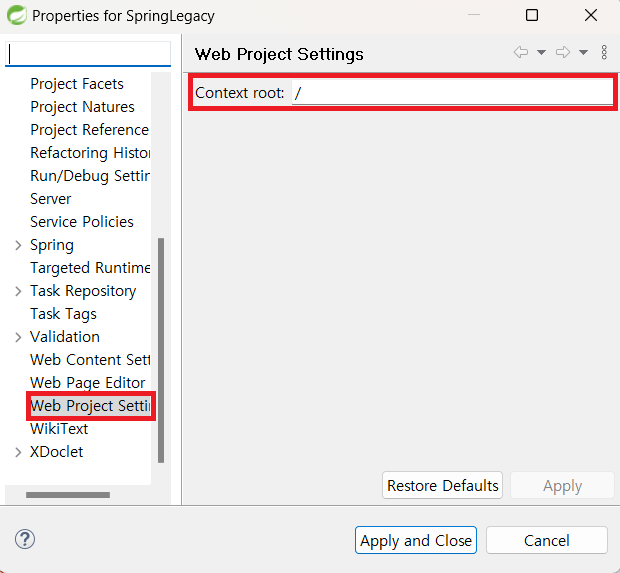 Properties for SpringLegacy
Project Facets
Project Natures
Project Reference
Refactoring Histo
Run/Debug Settin
Server
Service Policies
Spring
Targeted Runtime
Task Repository
Task Tags
Validation
Web Content Sett
Web Page Editor
Web Project Settin
WikiText
XDoclet
Web Project Settings
Context root: /
Restore Defaults
Apply
?
Apply and Close
Cancel